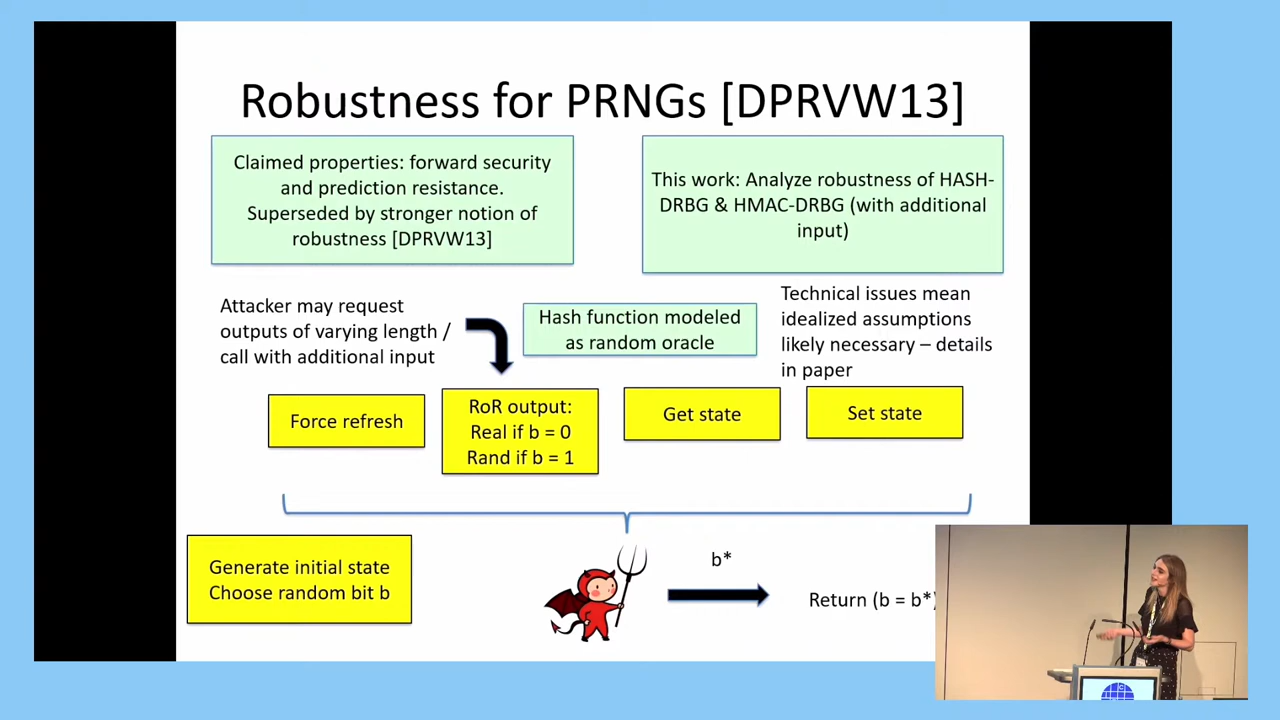 Robustness for PRNGs [DPRVW13]
Claimed properties: forward security
and prediction resistance.
Superseded by stronger notion of
robustness [DPRVW13]
This work: Analyze robustness of HASH-
DRBG & HMAC-DRBG (with additional
input)
Attacker may request
outputs of varying length /
call with additional input
Hash function modeled
as random oracle
Technical issues mean
idealized assumptions
likely necessary – details
in paper
Force refresh
RoR output:
Real if b = 0
Rand if b = 1
Get state
Set state
Generate initial state
Choose random bit b
b*
Return (b = b*)